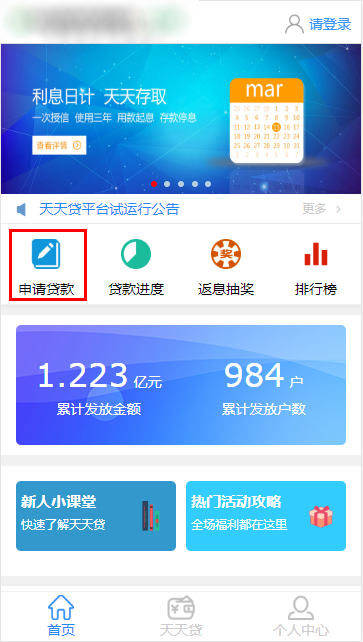 请登录
利息日计 天天存取
一次授信 使用三年 用款起息 存款停息
查看详情
mar
天天贷平台试运行公告
更多
申请贷款
贷款进度
奖
返息抽奖
排行榜
1.223 亿元
984 户
累计发放金额
累计发放户数
新人小课堂
热门活动攻略
快速了解天天贷
全场福利都在这里
首页
天天贷
个人中心